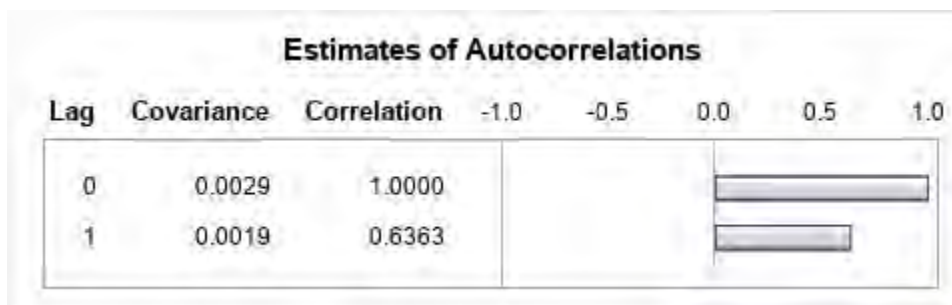 Estimates of Autocorrelations
Lag Covariance Correlation -1.0 -0.5 0.0 0.5 1.0
0 0.0029 1.0000
1 0.0019 0.6363